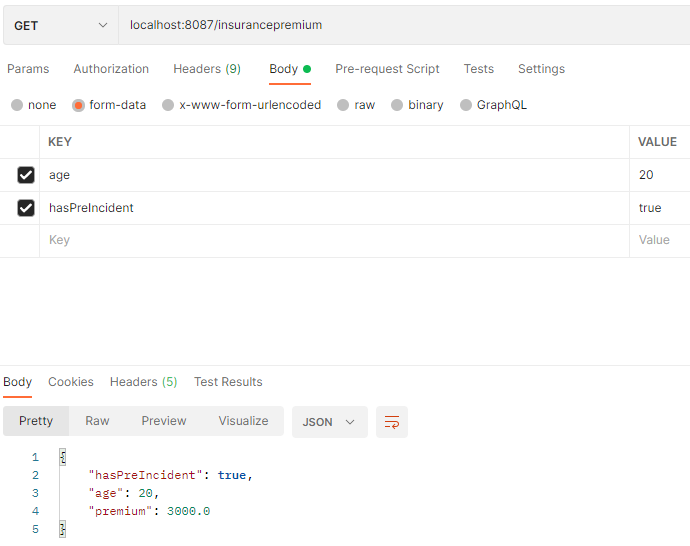 GET localhost:8087/insurancepremium
Params Authorization Headers (9) Body Pre-request Script Tests Settings
none form-data x-www-form-urlencoded raw binary GraphQL
KEY VALUE
age 20
hasPreIncident true
Key Value
Body Cookies Headers (5) Test Results
Pretty Raw Preview Visualize JSON
1 {
2 "hasPreIncident": true,
3 "age": 20,
4 "premium": 3000.0
5 }